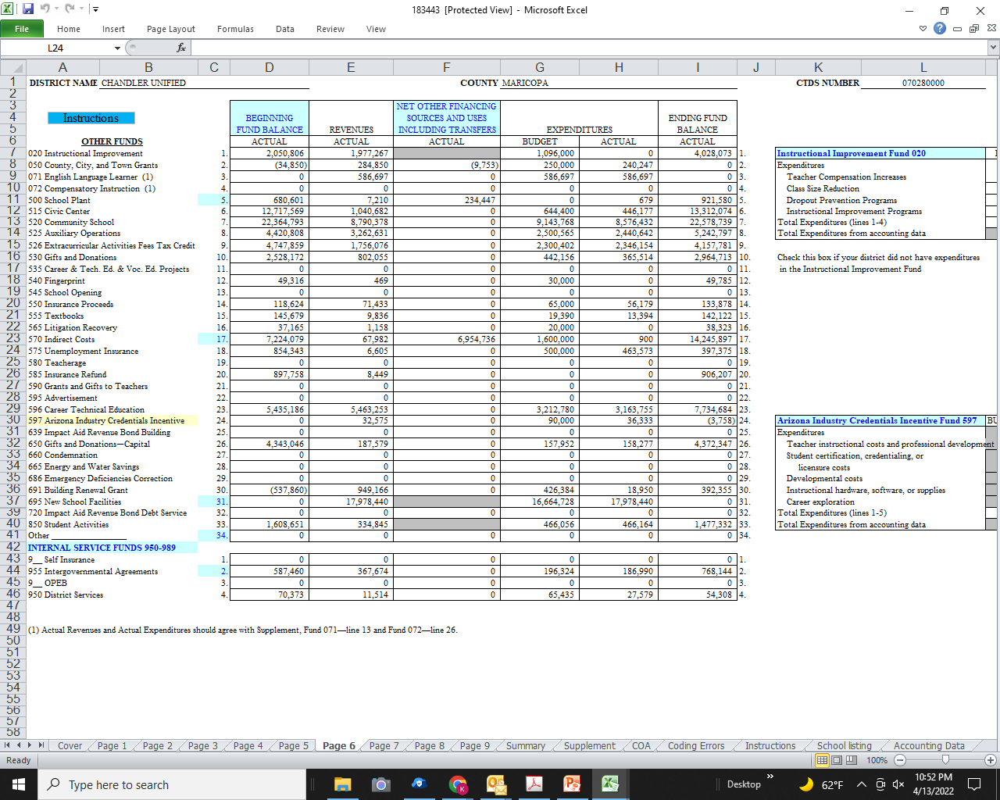 183443 [Protected View] - Microsoft Excel
File Home Insert Page Layout Formulas Data Review View
L24 fx
A B C D E F G H I J K L
1 DISTRICT NAME CHANDLER UNIFIED COUNTY MARICOPA CTDS NUMBER 070280000
2
3 NET OTHER FINANCING
4 Instructions BEGINNING SOURCES AND USES ENDING FUND
5 FUND BALANCE REVENUES INCLUDING TRANSFERS EXPENDITURES BALANCE
6 OTHER FUNDS ACTUAL ACTUAL ACTUAL BUDGET ACTUAL ACTUAL
7 020 Instructional Improvement 1. 2,050,806 1,977,267 1,096,000 0 4,028,073 1. Instructional Improvement Fund 020
8 050 County, City, and Town Grants 2. (34,850) 284,850 (9,753) 250,000 240,247 0 2. Expenditures
9 071 English Language Learner (1) 3. 0 586,697 0 586,697 586,697 0 3. Teacher Compensation Increases
10 072 Compensatory Instruction (1) 4. 0 0 0 0 0 0 4. Class Size Reduction
11 500 School Plant 5. 680,601 7,210 234,447 0 679 921,580 5. Dropout Prevention Programs
12 515 Civic Center 6. 12,717,569 1,040,682 0 644,400 446,177 13,312,074 6. Instructional Improvement Programs
13 520 Community School 7. 22,364,793 8,790,378 0 9,143,768 8,576,432 22,578,739 7. Total Expenditures (lines 1-4)
14 525 Auxiliary Operations 8. 4,420,808 3,262,631 0 2,500,565 2,440,642 5,242,797 8. Total Expenditures from accounting data
15 526 Extracurricular Activities Fees Tax Credit 9. 4,747,859 1,756,076 0 2,300,402 2,346,154 4,157,781 9.
16 530 Gifts and Donations 10. 2,528,172 802,055 0 442,156 365,514 2,964,713 10. Check this box if your district did not have expenditures
17 535 Career & Tech. Ed. & Voc. Ed. Projects 11. 0 0 0 0 0 0 11. in the Instructional Improvement Fund
18 540 Fingerprint 12. 49,316 469 0 30,000 0 49,785 12.
19 545 School Opening 13. 0 0 0 0 0 0 13.
20 550 Insurance Proceeds 14. 118,624 71,433 0 65,000 56,179 133,878 14.
21 555 Textbooks 15. 145,679 9,836 0 19,390 13,394 142,122 15.
22 565 Litigation Recovery 16. 37,165 1,158 0 20,000 0 38,323 16.
23 570 Indirect Costs 17. 7,224,079 67,982 6,954,736 1,600,000 900 14,245,897 17.
24 575 Unemployment Insurance 18. 854,343 6,605 0 500,000 463,573 397,375 18.
25 580 Teacherage 19. 0 0 0 0 0 0 19.
26 585 Insurance Refund 20. 897,758 8,449 0 0 0 906,207 20.
27 590 Grants and Gifts to Teachers 21. 0 0 0 0 0 0 21.
28 595 Advertisement 22. 0 0 0 0 0 0 22.
29 596 Career Technical Education 23. 5,435,186 5,463,253 0 3,212,780 3,163,755 7,734,684 23.
30 597 Arizona Industry Credentials Incentive 24. 0 32,575 0 90,000 36,333 (3,758) 24. Arizona Industry Credentials Incentive Fund 597 BU
31 639 Impact Aid Revenue Bond Building 25. 0 0 0 0 0 0 25. Expenditures
32 650 Gifts and Donations—Capital 26. 4,343,046 187,579 0 157,952 158,277 4,372,347 26. Teacher instructional costs and professional development
33 660 Condemnation 27. 0 0 0 0 0 0 27. Student certification, credentialing, or
34 665 Energy and Water Savings 28. 0 0 0 0 0 0 28. licensure costs
35 686 Emergency Deficiencies Correction 29. 0 0 0 0 0 0 29. Developmental costs
36 691 Building Renewal Grant 30. (537,860) 949,166 0 426,384 18,950 392,355 30. Instructional hardware, software, or supplies
37 695 New School Facilities 31. 0 17,978,440 16,664,728 17,978,440 0 31. Career exploration
39 720 Impact Aid Revenue Bond Debt Service 32. 0 0 0 0 0 0 32. Total Expenditures (lines 1-5)
40 850 Student Activities 33. 1,608,651 334,845 466,056 466,164 1,477,332 33. Total Expenditures from accounting data
41 Other 34. 0 0 0 0 0 0 34.
42 INTERNAL SERVICE FUNDS 950-989
43 9__ Self Insurance 1. 0 0 0 0 0 0 1.
44 955 Intergovernmental Agreements 2. 587,460 367,674 0 196,324 186,990 768,144 2.
45 9__ OPEB 3. 0 0 0 0 0 0 3.
46 950 District Services 4. 70,373 11,514 0 65,435 27,579 54,308 4.
47
48
49 (1) Actual Revenues and Actual Expenditures should agree with Supplement, Fund 071—line 13 and Fund 072—line 26.
50
51
52
53
54
55
56
57
58
Cover Page 1 Page 2 Page 3 Page 4 Page 5 Page 6 Page 7 Page 8 Page 9 Summary Supplement COA Coding Errors Instructions School listing Accounting Data
Ready 100%
Type here to search Desktop 62°F 10:52 PM
4/13/2022